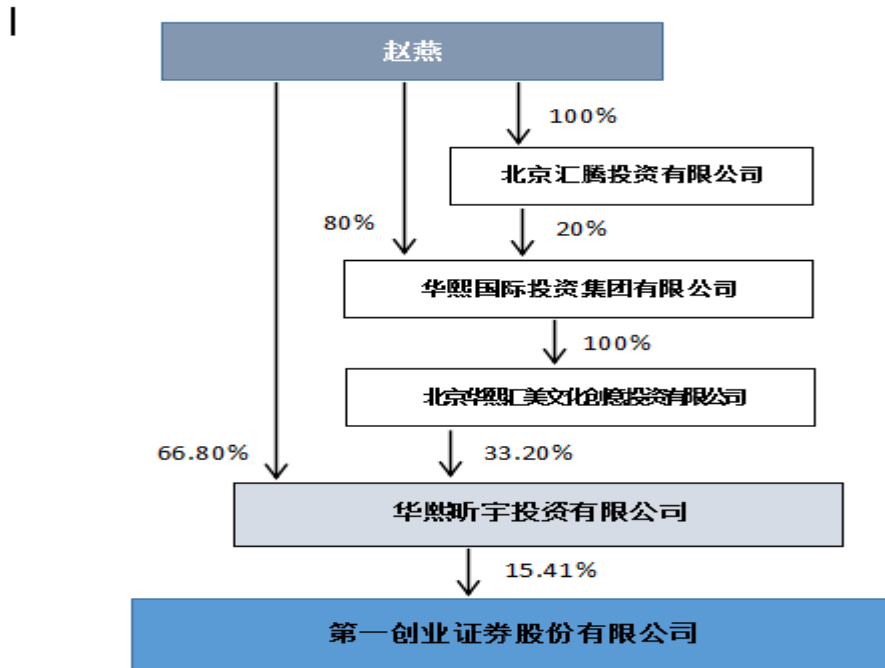 赵燕
100%
北京汇腾投资有限公司
80%
20%
华熙国际投资集团有限公司
100%
北京华熙汇美文化创意投资有限公司
66.80%
33.20%
华熙昕宇投资有限公司
15.41%
第一创业证券股份有限公司